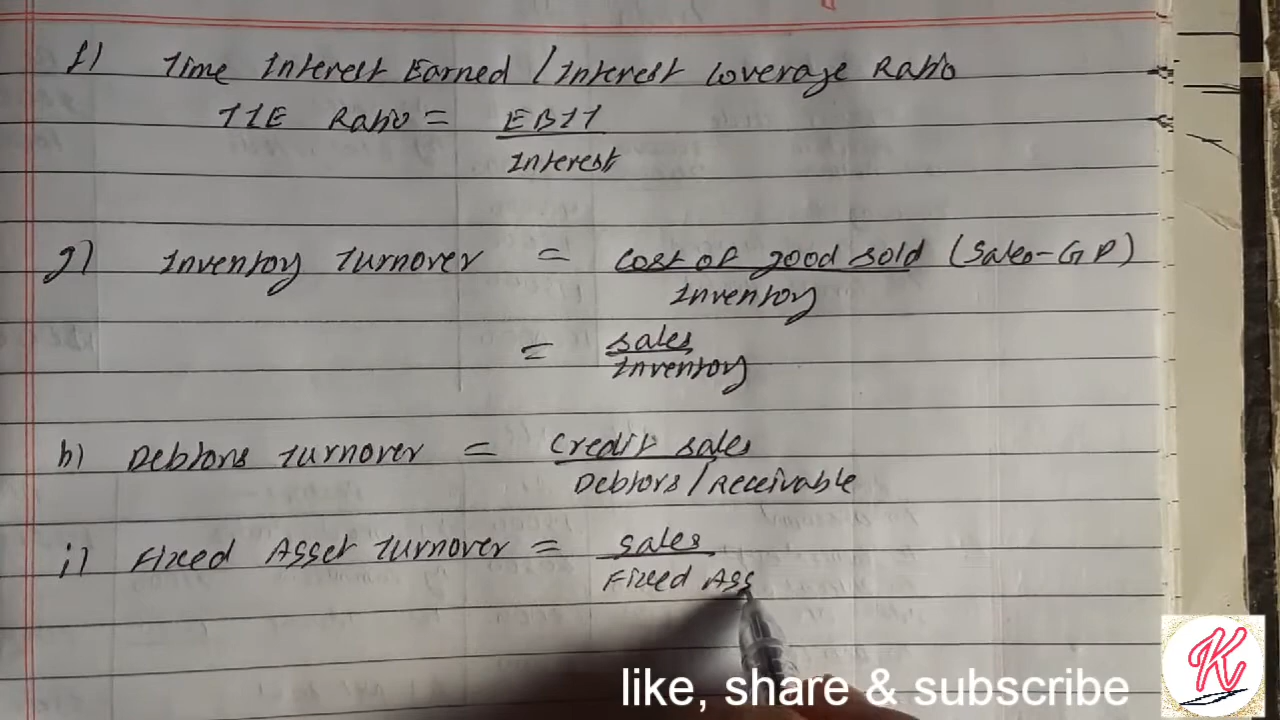 f) Time Interest Earned / Interest Coverage Ratio
TIE Ratio = EBIT
Interest
g) Inventory Turnover = Cost of good sold (Sales-GP)
Inventory
= Sales
Inventory
h) Debtors Turnover = Credit sales
Debtors / Receivable
i) Fixed Asset Turnover = Sales
Fixed Ass
like, share & subscribe
K